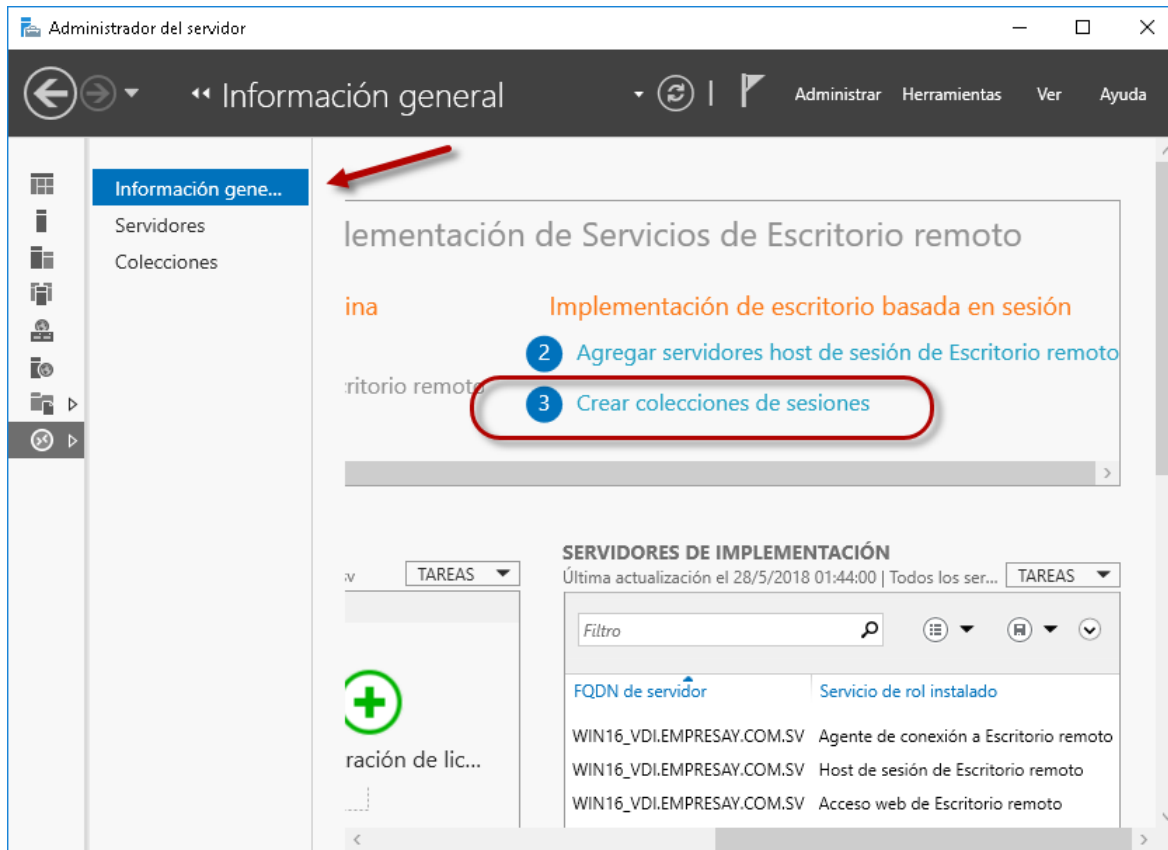 Administrador del servidor
Información general
Administrar Herramientas Ver Ayuda
Información gene...
Servidores
Colecciones
lementación de Servicios de Escritorio remoto
ina
Implementación de escritorio basada en sesión
2 Agregar servidores host de sesión de Escritorio remoto
ritorio remoto
3 Crear colecciones de sesiones
SERVIDORES DE IMPLEMENTACIÓN
Última actualización el 28/5/2018 01:44:00 | Todos los ser... TAREAS
sv TAREAS
Filtro
FQDN de servidor Servicio de rol instalado
WIN16_VDI.EMPRESAY.COM.SV Agente de conexión a Escritorio remoto
WIN16_VDI.EMPRESAY.COM.SV Host de sesión de Escritorio remoto
WIN16_VDI.EMPRESAY.COM.SV Acceso web de Escritorio remoto
ración de lic...